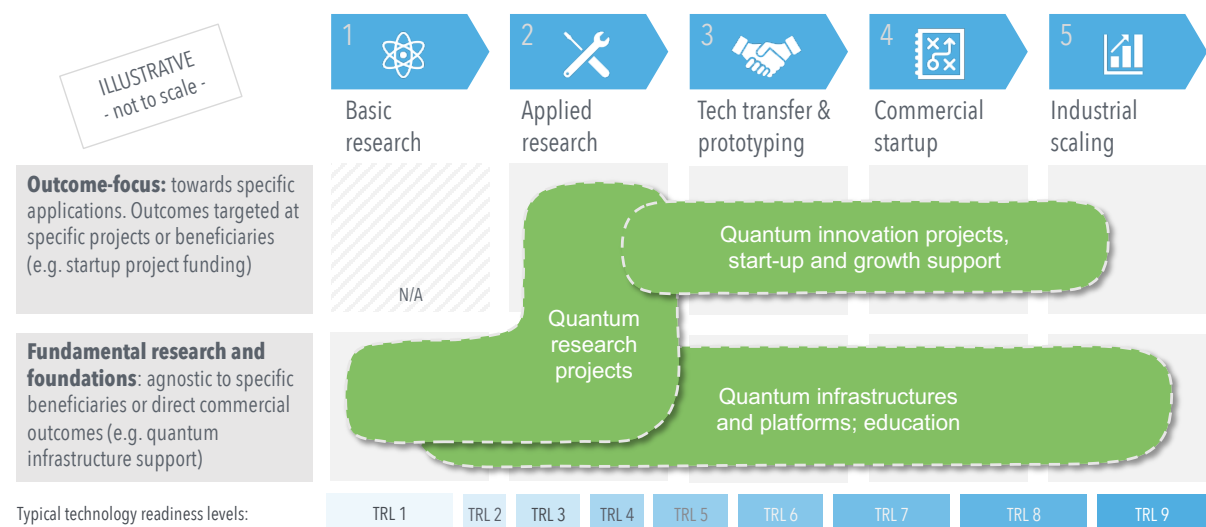 ILLUSTRATVE
- not to scale -
1
2
3
4
5
Basic
research
Applied
research
Tech transfer &
prototyping
Commercial
startup
Industrial
scaling
Outcome-focus: towards specific
applications. Outcomes targeted at
specific projects or beneficiaries
(e.g. startup project funding)
N/A
Quantum innovation projects,
start-up and growth support
Quantum
research
projects
Fundamental research and
foundations: agnostic to specific
beneficiaries or direct commercial
outcomes (e.g. quantum
infrastructure support)
Quantum infrastructures
and platforms; education
Typical technology readiness levels:
TRL 1
TRL 2
TRL 3
TRL 4
TRL 5
TRL 6
TRL 7
TRL 8
TRL 9